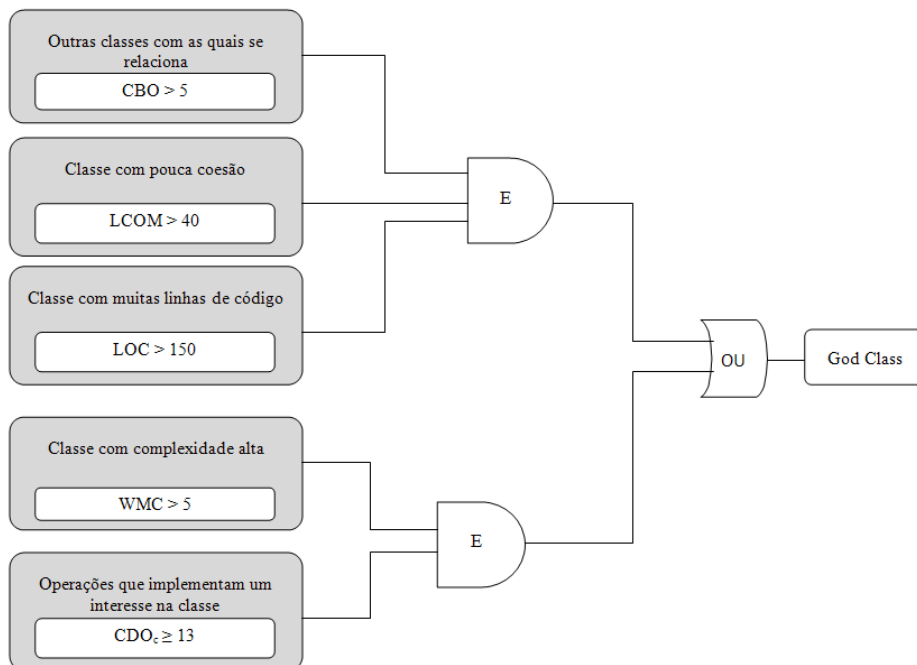 Outras classes com as quais se
relaciona
CBO > 5
Classe com pouca coesão
LCOM > 40
Classe com muitas linhas de código
LOC > 150
E
OU
God Class
Classe com complexidade alta
WMC > 5
E
Operações que implementam um
interesse na classe
CDOc ≥ 13